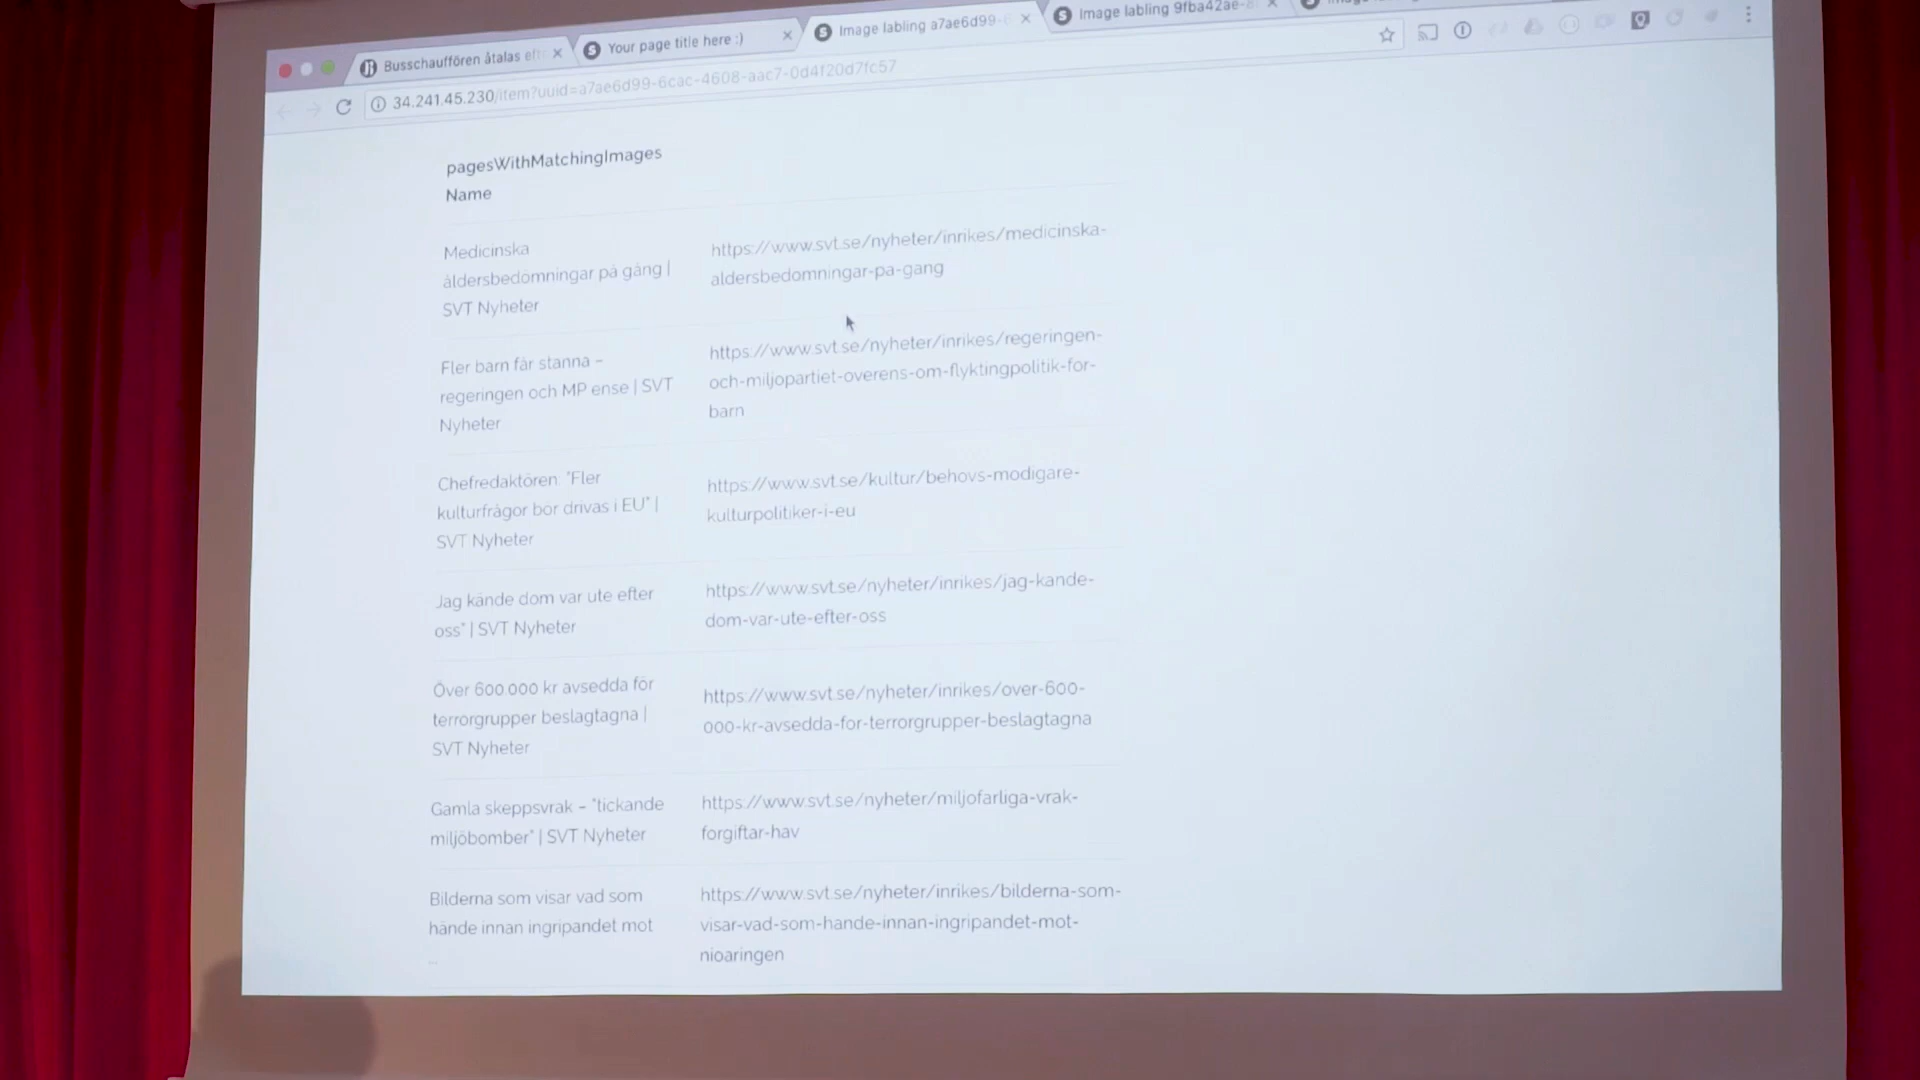 Busschauffören åtalas eft
Your page title here :)
Image labling a7ae6d99-6
Image labling 9fba42ae-8
34.241.45.230/item?uuid=a7ae6d99-6cac-4608-aac7-0d4f20d7fc57
pagesWithMatchingImages
Name
Medicinska
åldersbedömningar på gång |
SVT Nyheter
https://www.svt.se/nyheter/inrikes/medicinska-
aldersbedomningar-pa-gang
Fler barn får stanna –
regeringen och MP ense | SVT
Nyheter
https://www.svt.se/nyheter/inrikes/regeringen-
och-miljopartiet-overens-om-flyktingpolitik-for-
barn
Chefredaktören: "Fler
kulturfrågor bör drivas i EU" |
SVT Nyheter
https://www.svt.se/kultur/behovs-modigare-
kulturpolitiker-i-eu
Jag kände dom var ute efter
oss" | SVT Nyheter
https://www.svt.se/nyheter/inrikes/jag-kande-
dom-var-ute-efter-oss
Över 600.000 kr avsedda för
terrorgrupper beslagtagna |
SVT Nyheter
https://www.svt.se/nyheter/inrikes/over-600-
000-kr-avsedda-for-terrorgrupper-beslagtagna
Gamla skeppsvrak – "tickande
miljöbomber" | SVT Nyheter
https://www.svt.se/nyheter/miljofarliga-vrak-
forgiftar-hav
Bilderna som visar vad som
hände innan ingripandet mot
...
https://www.svt.se/nyheter/inrikes/bilderna-som-
visar-vad-som-hande-innan-ingripandet-mot-
nioaringen